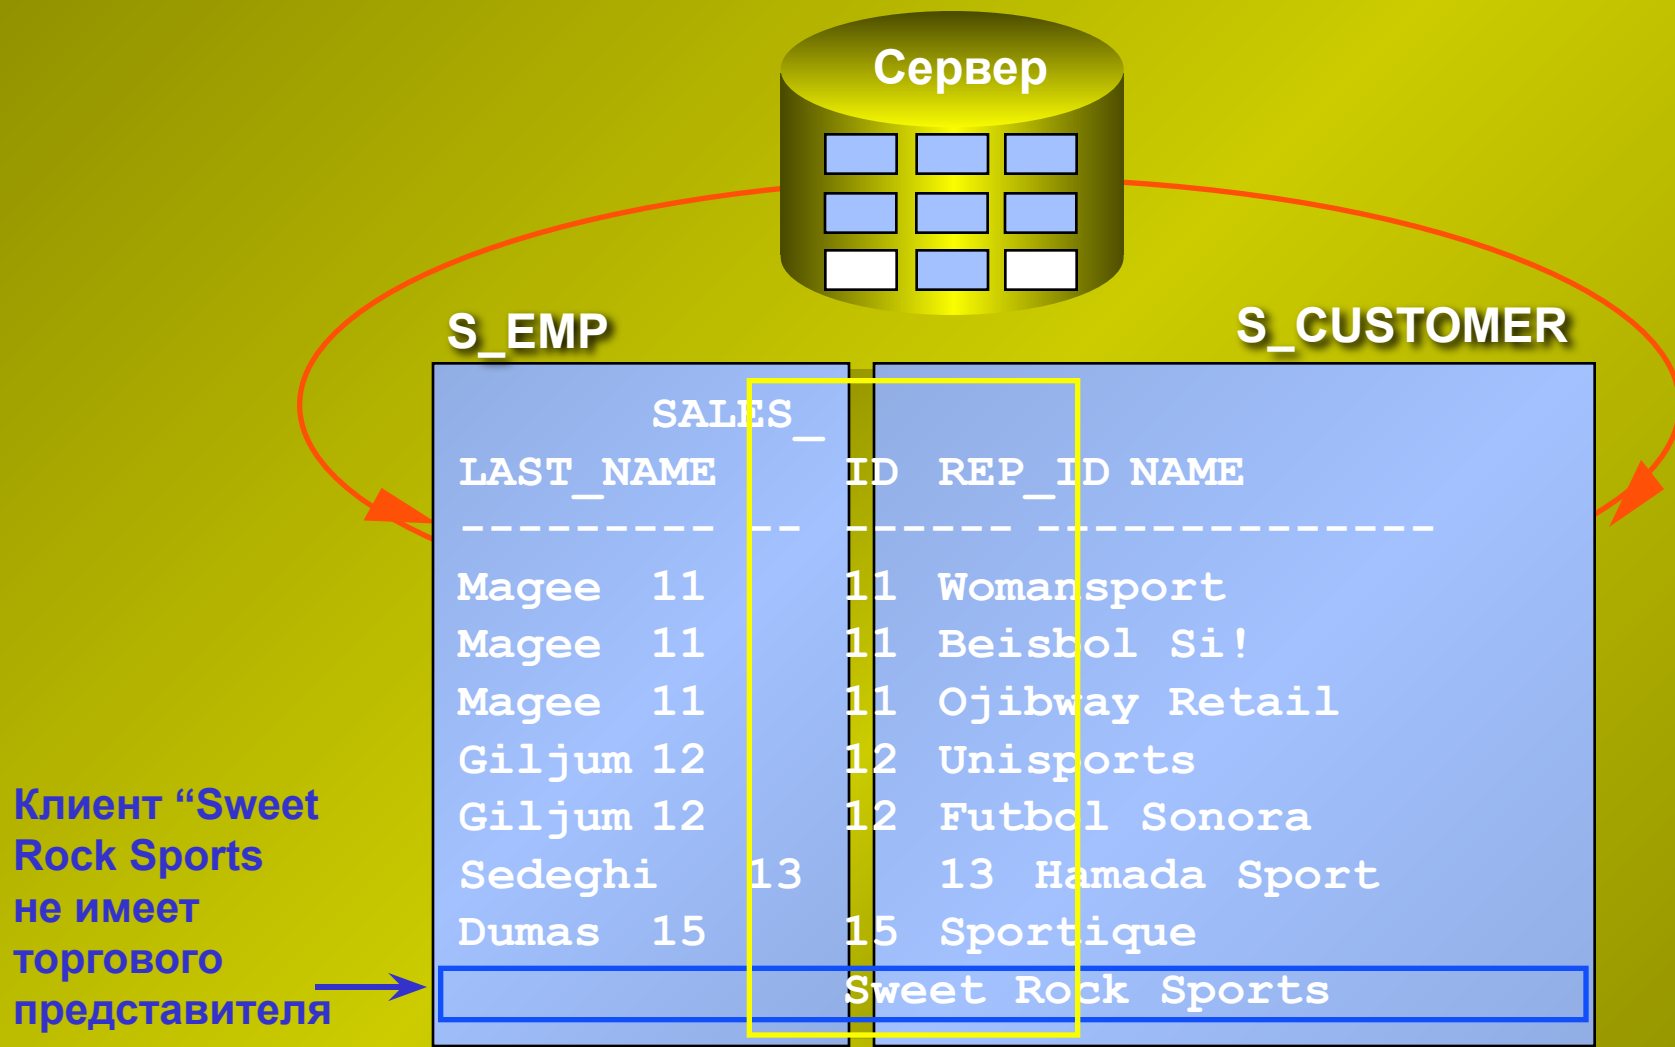 Сервер
S_EMP
S_CUSTOMER
SALES_
LAST_NAME ID REP_ID NAME
--------- -- ------ --------------
Magee 11 11 Womansport
Magee 11 11 Beisbol Si!
Magee 11 11 Ojibway Retail
Giljum 12 12 Unisports
Giljum 12 12 Futbol Sonora
Sedeghi 13 13 Hamada Sport
Dumas 15 15 Sportique
Sweet Rock Sports
Клиент “Sweet
Rock Sports
не имеет
торгового
представителя